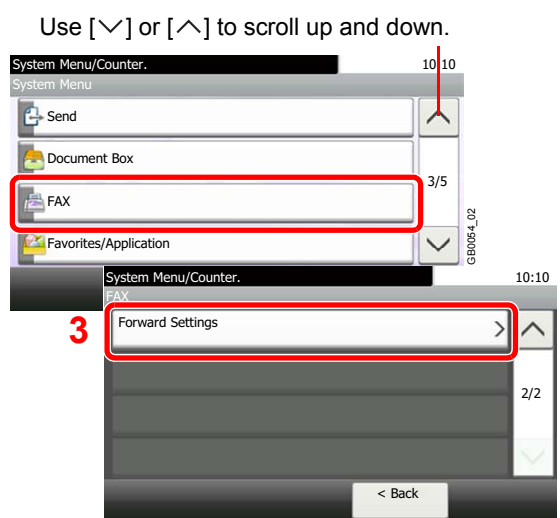 Use [∨] or [∧] to scroll up and down.
System Menu/Counter. 10:10
System Menu
Send
Document Box
3/5
FAX
Favorites/Application
GB0054_02
System Menu/Counter. 10:10
FAX
3 Forward Settings >
2/2
< Back